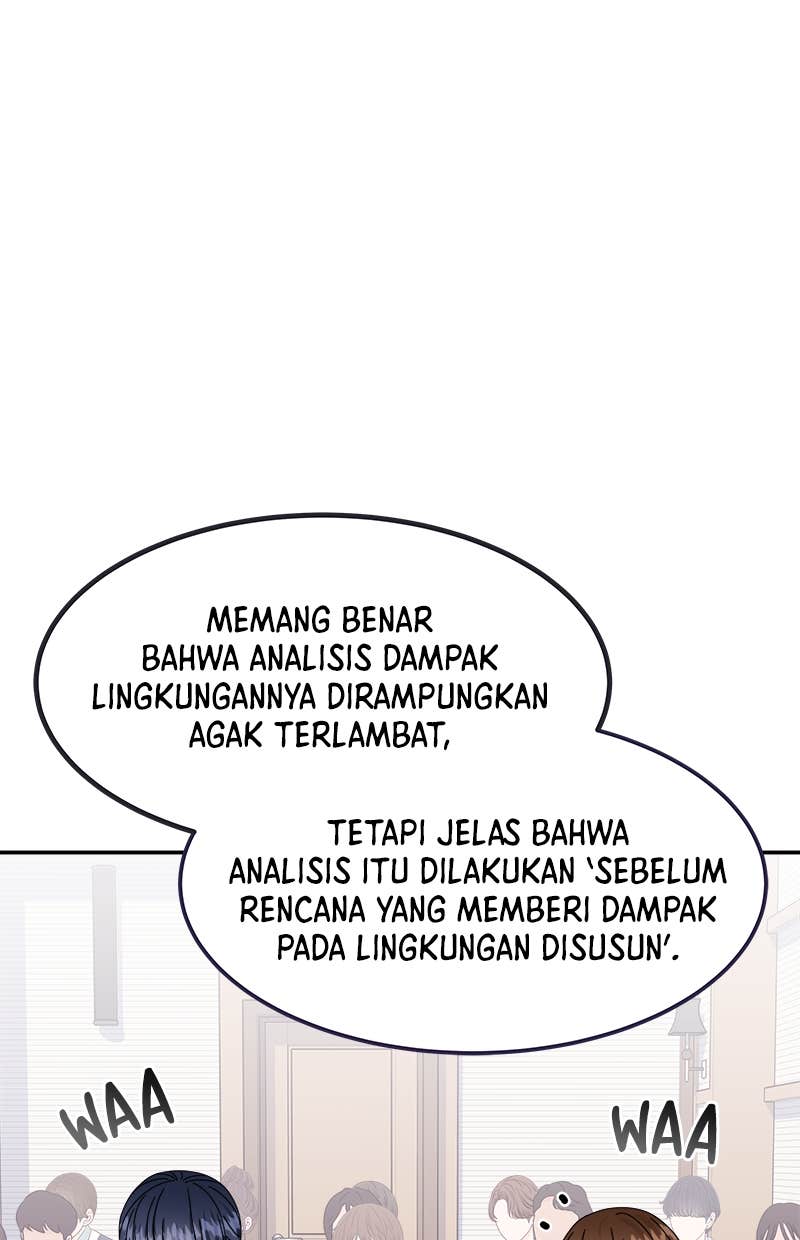 MEMANG BENAR
BAHWA ANALISIS DAMPAK
LINGKUNGANNYA DIRAMPUNGKAN
AGAK TERLAMBAT,
TETAPI JELAS BAHWA
ANALISIS ITU DILAKUKAN ‘SEBELUM
RENCANA YANG MEMBERI DAMPAK
PADA LINGKUNGAN DISUSUN’.
WAA
WAA